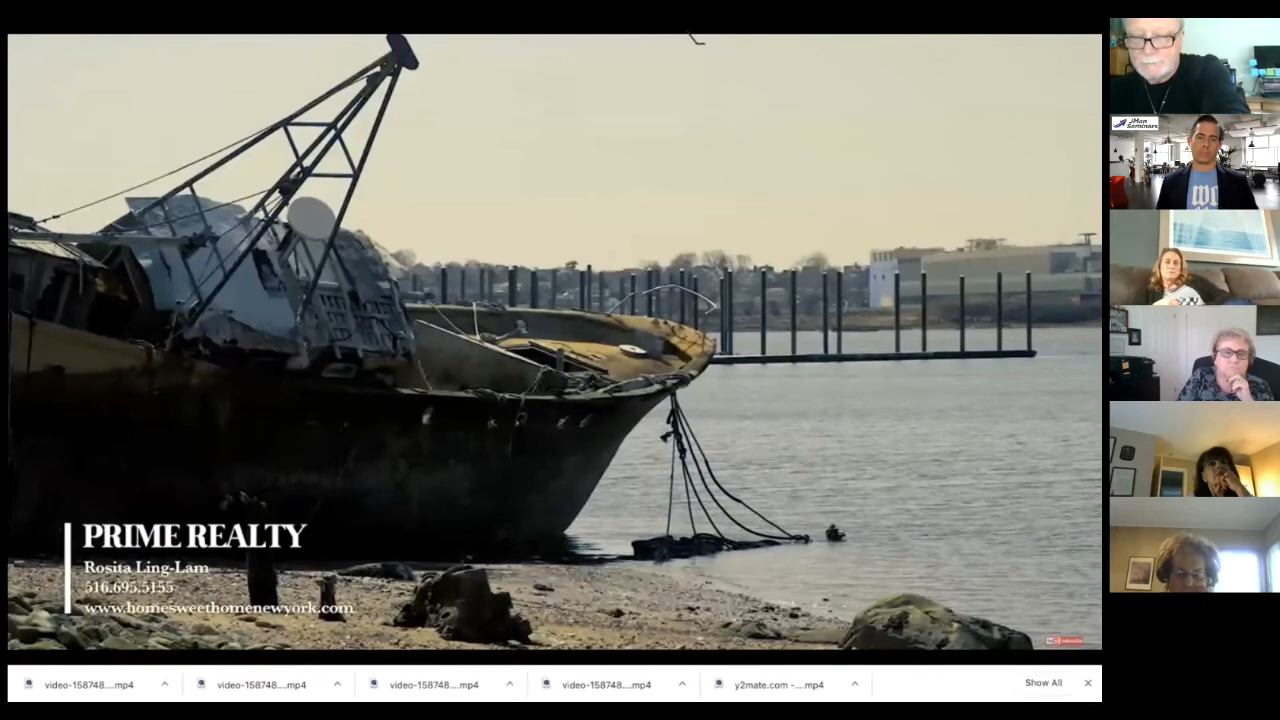 JMan
Seminars
PRIME REALTY
Rosita Ling-Lam
516.695.5155
www.homesweethomenewyork.com
video-158748....mp4
video-158748....mp4
video-158748....mp4
video-158748....mp4
y2mate.com -....mp4
Show All